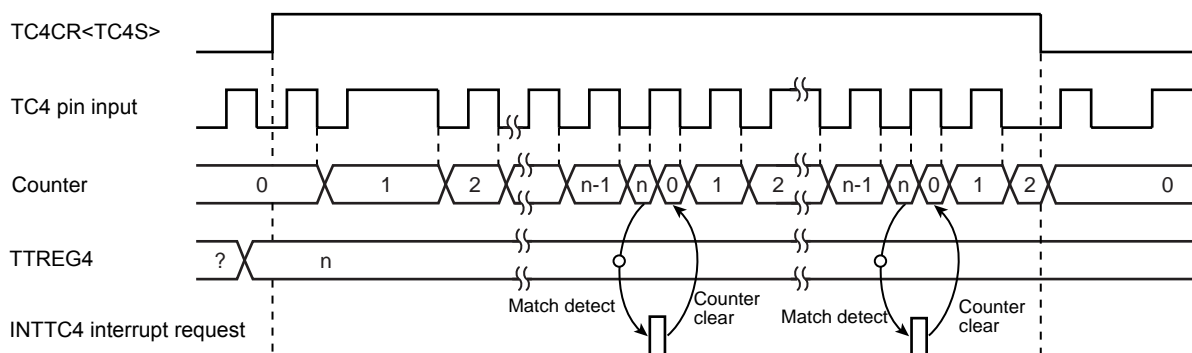 TC4CR<TC4S>
TC4 pin input
Counter
0 1 2 n-1 n 0 1 2 n-1 n 0 1 2 0
TTREG4
? n
Match detect
Counter
clear
Match detect
Counter
clear
INTTC4 interrupt request